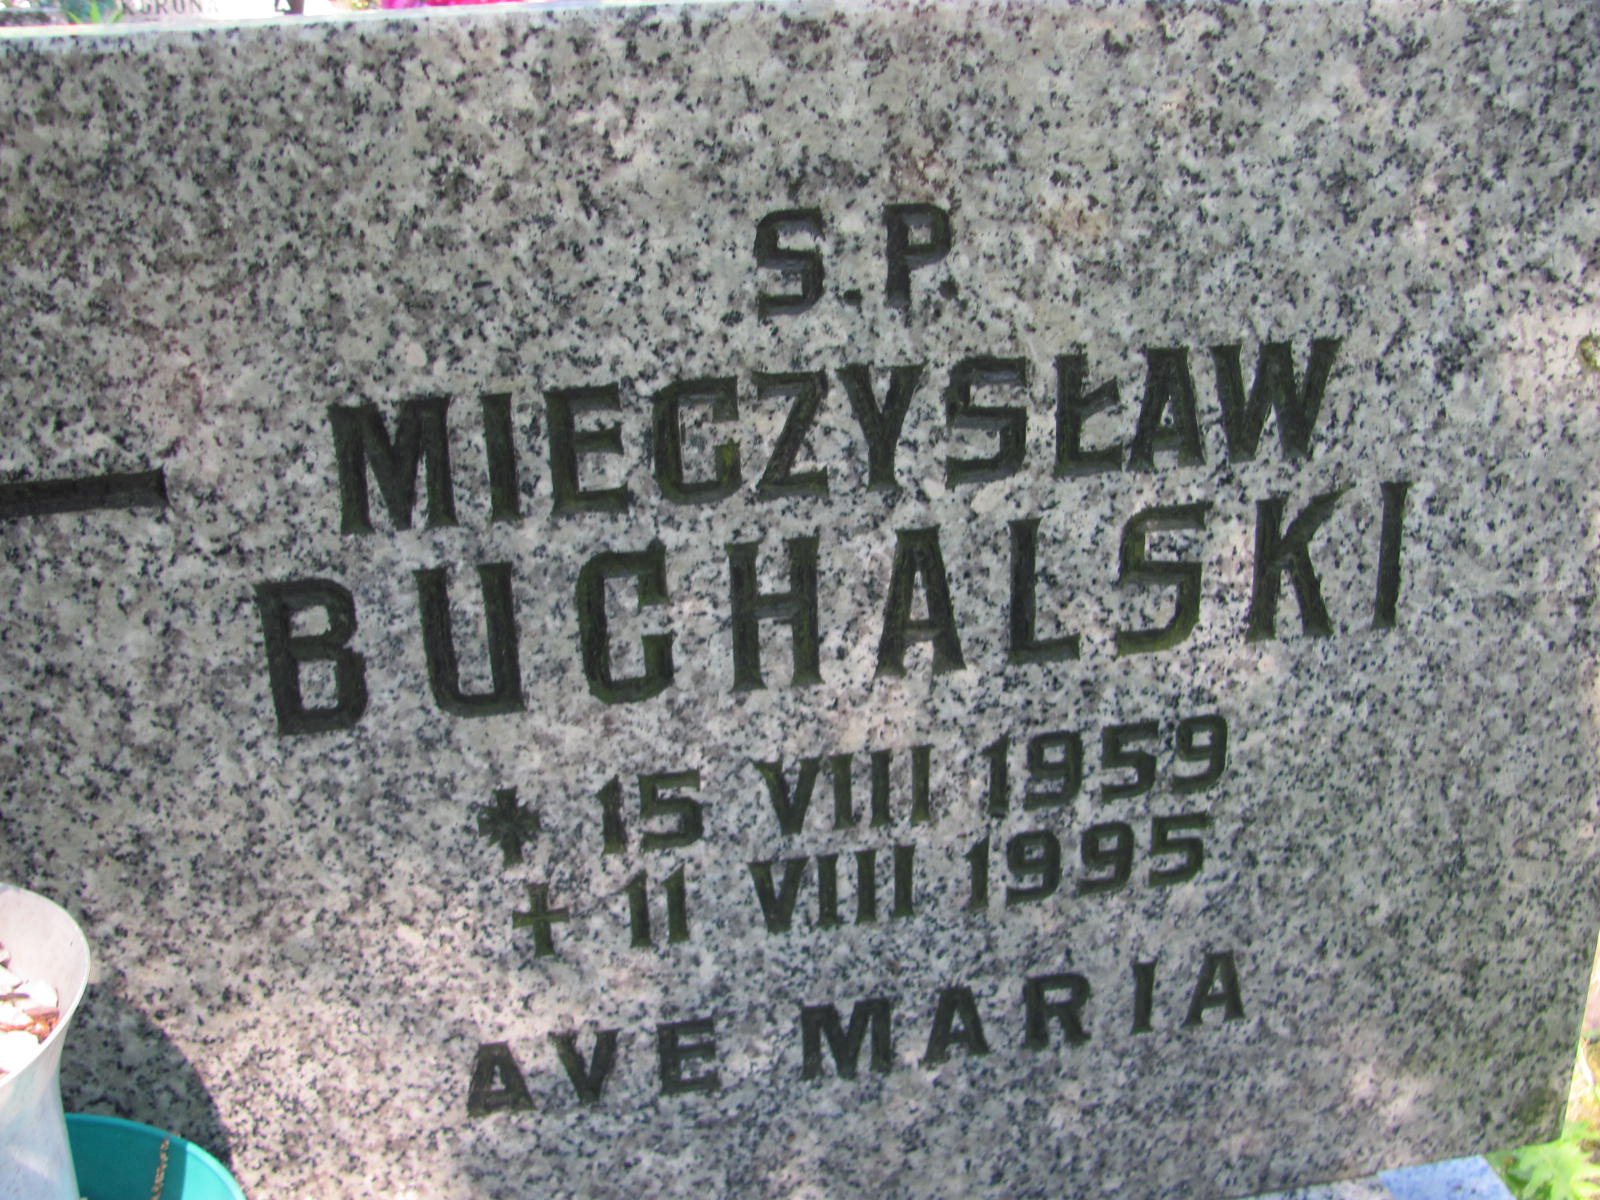 S.P.
MIECZYSŁAW
BUCHALSKI
* 15 VIII 1959
+ 11 VIII 1995
AVE MARIA